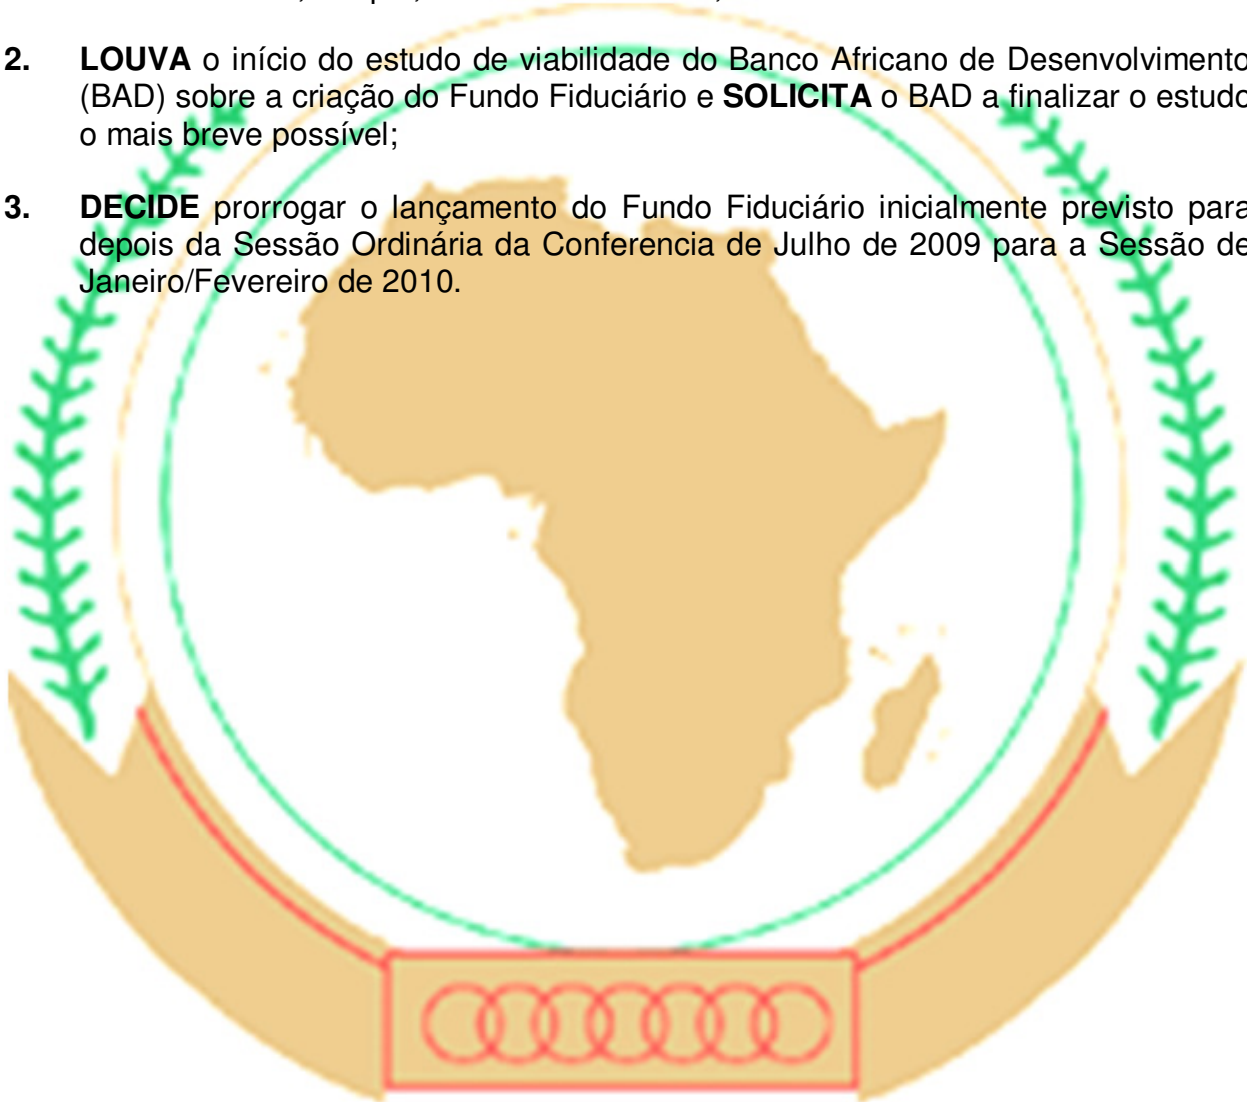 2. LOUVA o início do estudo de viabilidade do Banco Africano de Desenvolvimento
(BAD) sobre a criação do Fundo Fiduciário e SOLICITA o BAD a finalizar o estudo
o mais breve possível;
3. DECIDE prorrogar o lançamento do Fundo Fiduciário inicialmente previsto para
depois da Sessão Ordinária da Conferencia de Julho de 2009 para a Sessão de
Janeiro/Fevereiro de 2010.